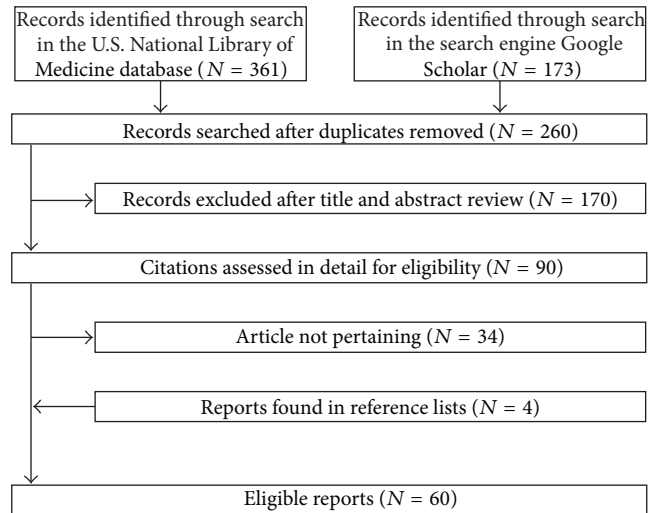 Records identified through search
in the U.S. National Library of
Medicine database (N = 361)
Records identified through search
in the search engine Google
Scholar (N = 173)
Records searched after duplicates removed (N = 260)
Records excluded after title and abstract review (N = 170)
Citations assessed in detail for eligibility (N = 90)
Article not pertaining (N = 34)
Reports found in reference lists (N = 4)
Eligible reports (N = 60)